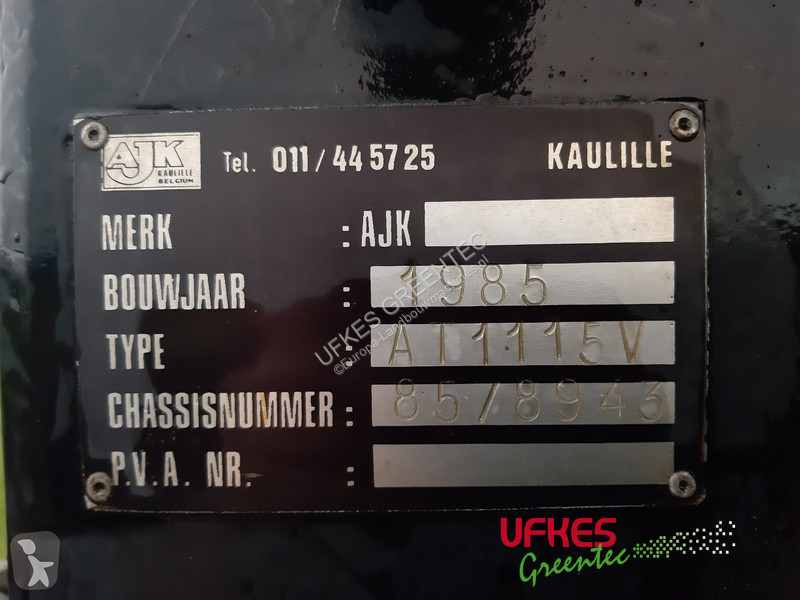 AJK
KAULILLE
BELGIUM
Tel. 011/44 57 25 KAULILLE
MERK : AJK
BOUWJAAR : 1985
TYPE : AT1115V
CHASSISNUMMER : 85/8943
P.V.A. NR. :
UFKES GREENTEC
UFKES
Greentec